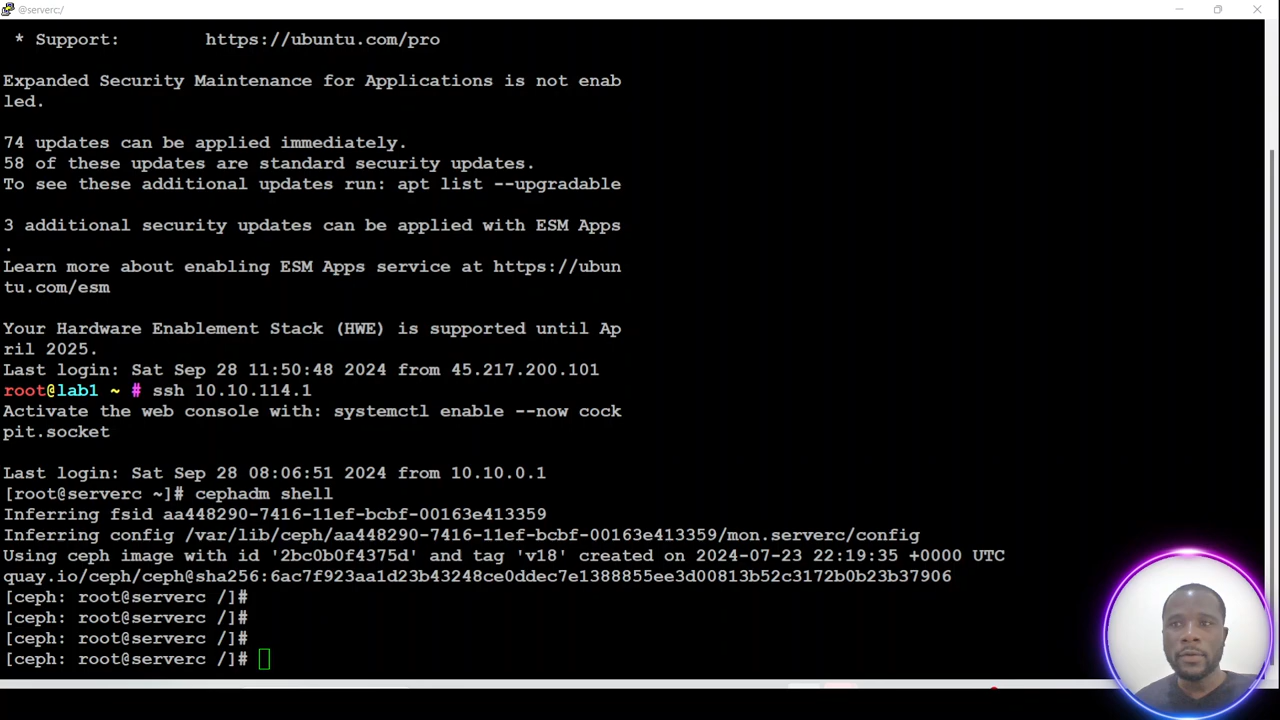 @serverc:/
* Support:        https://ubuntu.com/pro
Expanded Security Maintenance for Applications is not enab
led.
74 updates can be applied immediately.
58 of these updates are standard security updates.
To see these additional updates run: apt list --upgradable
3 additional security updates can be applied with ESM Apps
.
Learn more about enabling ESM Apps service at https://ubun
tu.com/esm
Your Hardware Enablement Stack (HWE) is supported until Ap
ril 2025.
Last login: Sat Sep 28 11:50:48 2024 from 45.217.200.101
root@lab1 ~ # ssh 10.10.114.1
Activate the web console with: systemctl enable --now cock
pit.socket
Last login: Sat Sep 28 08:06:51 2024 from 10.10.0.1
[root@serverc ~]# cephadm shell
Inferring fsid aa448290-7416-11ef-bcbf-00163e413359
Inferring config /var/lib/ceph/aa448290-7416-11ef-bcbf-00163e413359/mon.serverc/config
Using ceph image with id '2bc0b0f4375d' and tag 'v18' created on 2024-07-23 22:19:35 +0000 UTC
quay.io/ceph/ceph@sha256:6ac7f923aa1d23b43248ce0ddec7e1388855ee3d00813b52c3172b0b23b37906
[ceph: root@serverc /]#
[ceph: root@serverc /]#
[ceph: root@serverc /]#
[ceph: root@serverc /]#